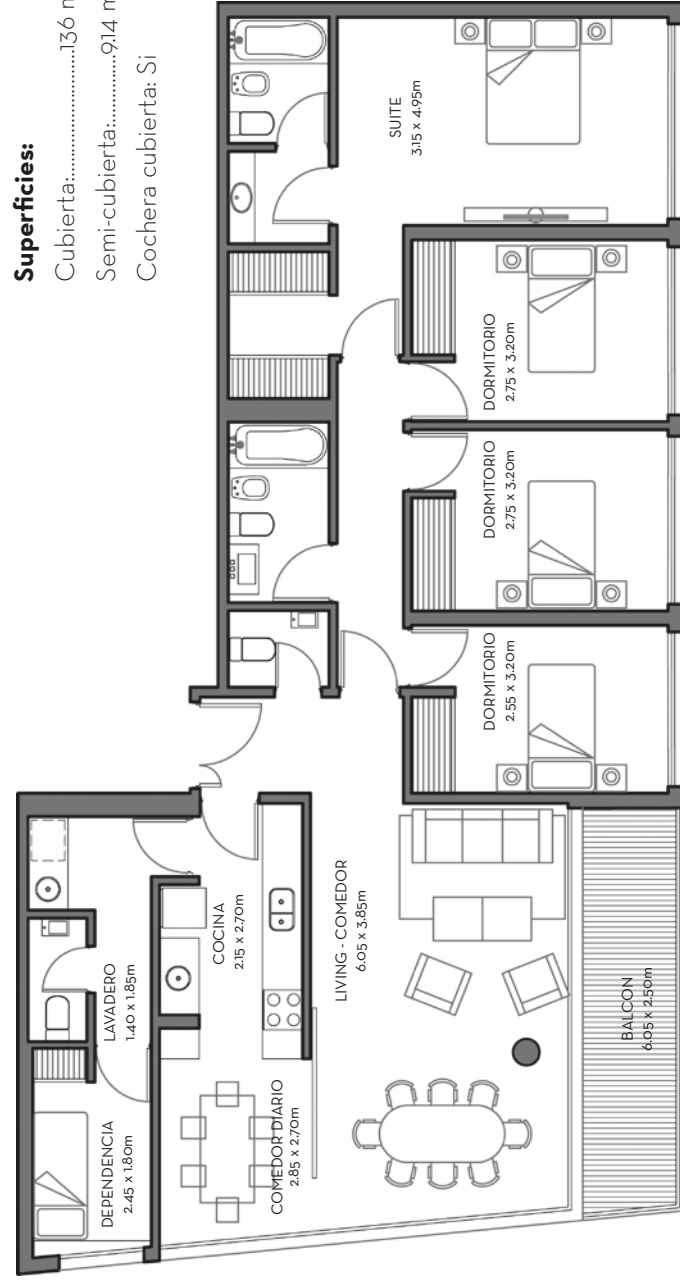 Superficies:
Cubierta:......................136 m
Semi-cubierta:............9,14 m
Cochera cubierta: Si
SUITE
3.15 x 4.95m
DORMITORIO
2.75 x 3.20m
DORMITORIO
2.75 x 3.20m
DORMITORIO
2.55 x 3.20m
LIVING - COMEDOR
6.05 x 3.85m
BALCON
6.05 x 2.50m
COCINA
2.15 x 2.70m
LAVADERO
1.40 x 1.85m
COMEDOR DIARIO
2.85 x 2.70m
DEPENDENCIA
2.45 x 1.80m